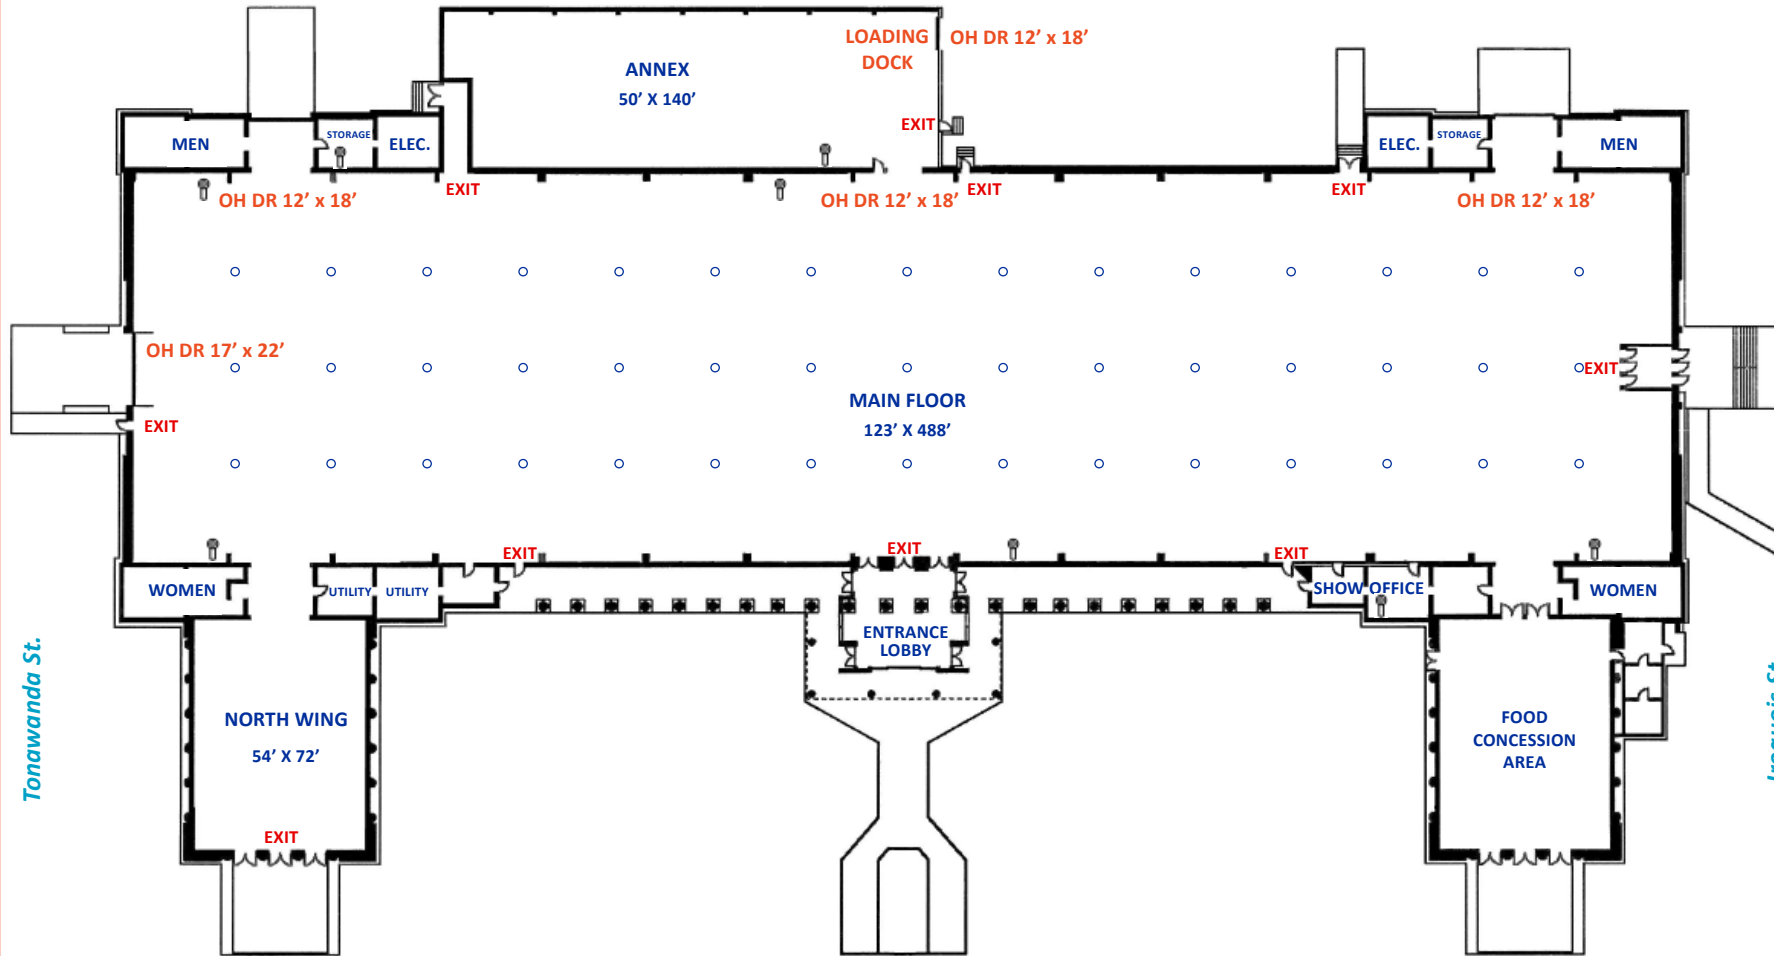 LOADING
DOCK
OH DR 12’ x 18’
ANNEX
50’ X 140’
EXIT
MEN
STORAGE
ELEC.
ELEC.
STORAGE
MEN
EXIT
EXIT
EXIT
OH DR 12’ x 18’
OH DR 12’ x 18’
OH DR 12’ x 18’
OH DR 17’ x 22’
EXIT
MAIN FLOOR
123’ X 488’
EXIT
EXIT
EXIT
EXIT
WOMEN
UTILITY
UTILITY
SHOW OFFICE
WOMEN
ENTRANCE
LOBBY
Tonawanda St.
NORTH WING
54’ X 72’
EXIT
FOOD
CONCESSION
AREA
Iroquois St.